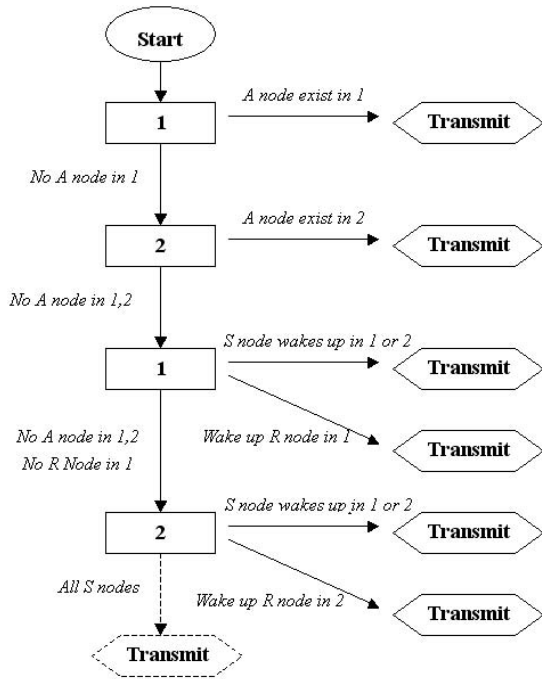 Start
A node exist in 1
1
Transmit
No A node in 1
A node exist in 2
2
Transmit
No A node in 1,2
S node wakes up in 1 or 2
1
Transmit
No A node in 1,2
No R Node in 1
Wake up R node in 1
Transmit
S node wakes up in 1 or 2
2
Transmit
All S nodes
Wake up R node in 2
Transmit
Transmit